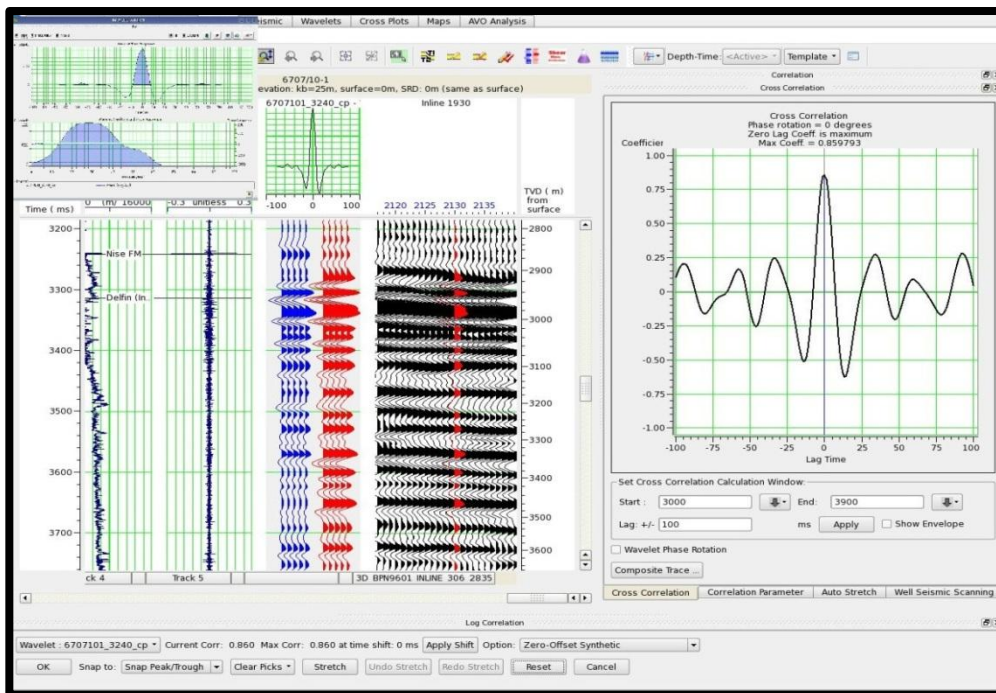 eismic Wavelets Cross Plots Maps AVO Analysis
Depth-Time: <Active> Template
6707/10-1
evation: kb=25m, surface=0m, SRD: 0m (same as surface)
6707101_3240_cp - Inline 1930
-100 0 100
2120 2125 2130 2135
TVD ( m )
from
surface
Time ( ms) 0 (m/ 16000 -0.3 unitless 0.3
3200
3300
3400
3500
3600
3700
Nise FM
Delfin (In..
2800
2900
3000
3100
3200
3300
3400
3500
3600
ck 4 Track 5 3D BPN9601 INLINE 306 2835
Correlation
Cross Correlation
Cross Correlation
Phase rotation = 0 degrees
Zero Lag Coeff. is maximum
Max Coeff. = 0.859793
Coefficier
1.00
0.75
0.50
0.25
0
-0.25
-0.50
-0.75
-1.00
-100 -75 -50 -25 0 25 50 75 100
Lag Time
Set Cross Correlation Calculation Window:
Start : 3000 End: 3900
Lag: +/- 100 ms Apply Show Envelope
Wavelet Phase Rotation
Composite Trace ...
Cross Correlation Correlation Parameter Auto Stretch Well Seismic Scanning
Log Correlation
Wavelet : 6707101_3240_cp Current Corr: 0.860 Max Corr: 0.860 at time shift: 0 ms Apply Shift Option: Zero-Offset Synthetic
OK Snap to: Snap Peak/Trough Clear Picks Stretch Undo Stretch Redo Stretch Reset Cancel